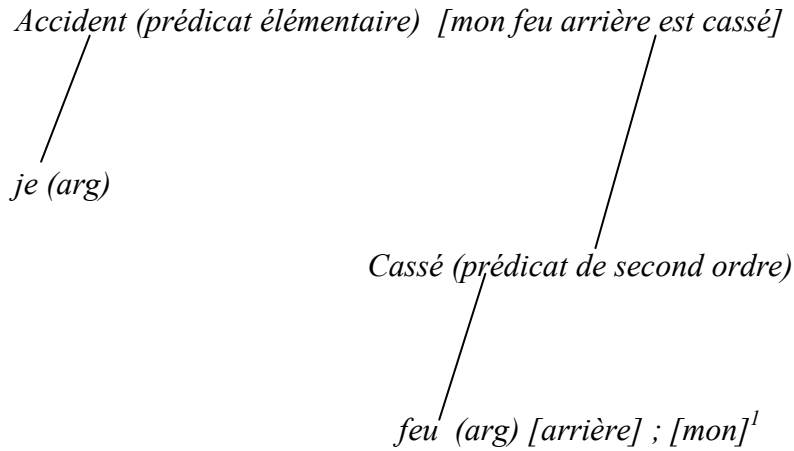 Accident (prédicat élémentaire) [mon feu arrière est cassé]
je (arg)
Cassé (prédicat de second ordre)
feu (arg) [arrière] ; [mon]1